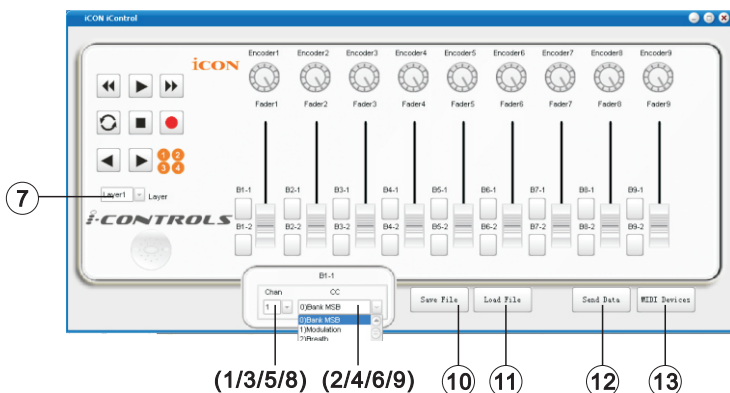 iCON iControl
iCON
Encoder1 Encoder2 Encoder3 Encoder4 Encoder5 Encoder6 Encoder7 Encoder8 Encoder9
Fader1 Fader2 Fader3 Fader4 Fader5 Fader6 Fader7 Fader8 Fader9
1 2
3 4
7
Layer1 Layer
B1-1 B2-1 B3-1 B4-1 B5-1 B6-1 B7-1 B8-1 B9-1
i-CONTROLS
B1-2 B2-2 B3-2 B4-2 B5-2 B6-2 B7-2 B8-2 B9-2
B1-1
Chan CC
1 0)Bank MSB
0)Bank MSB
1)Modulation
2)Breath
Save File Load File Send Data MIDI Devices
(1/3/5/8) (2/4/6/9) 10 11 12 13